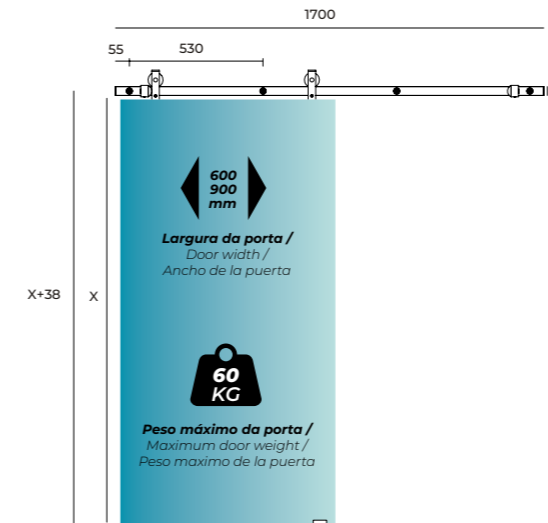 1700
55
530
600
900
mm
Largura da porta /
Door width /
Ancho de la puerta
X+38
X
60
KG
Peso máximo da porta /
Maximum door weight /
Peso maximo de la puerta